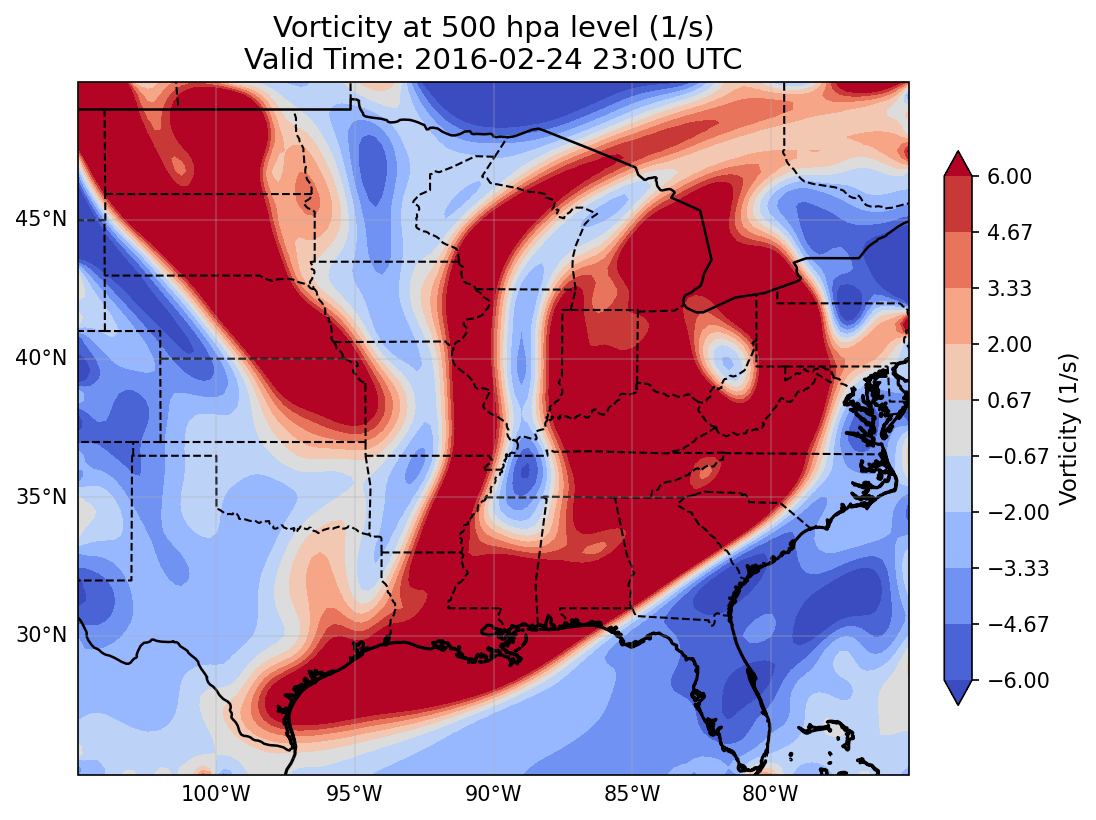 Vorticity at 500 hpa level (1/s)
Valid Time: 2016-02-24 23:00 UTC
45°N
40°N
35°N
30°N
100°W
95°W
90°W
85°W
80°W
6.00
4.67
3.33
2.00
0.67
−0.67
−2.00
−3.33
−4.67
−6.00
Vorticity (1/s)